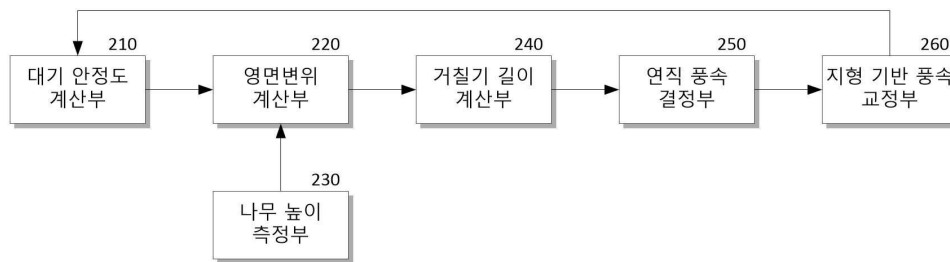 210
대기 안정도
계산부
220
영면변위
계산부
240
거칠기 길이
계산부
250
연직 풍속
결정부
260
지형 기반 풍속
교정부
230
나무 높이
측정부